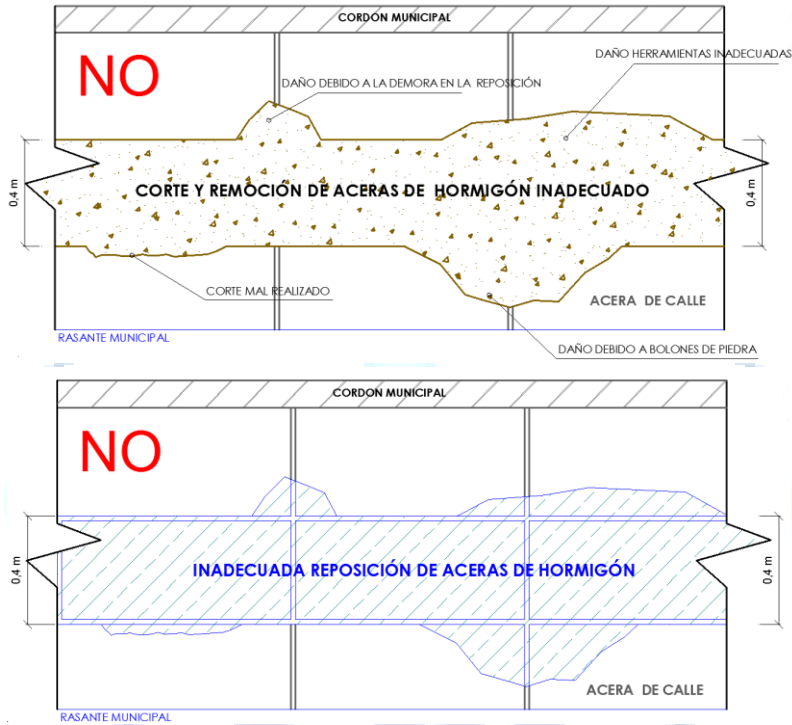 CORDON MUNICIPAL
NO
DAÑO HERRAMIENTAS INADECUADAS
DAÑO DEBIDO A LA DEMORA EN LA REPOSICIÓN
0,4 m
CORTE Y REMOCIÓN DE ACERAS DE HORMIGÓN INADECUADO
0,4 m
CORTE MAL REALIZADO
ACERA DE CALLE
RASANTE MUNICIPAL
DAÑO DEBIDO A BOLONES DE PIEDRA
CORDON MUNICIPAL
NO
0,4 m
INADECUADA REPOSICIÓN DE ACERAS DE HORMIGÓN
0,4 m
ACERA DE CALLE
RASANTE MUNICIPAL